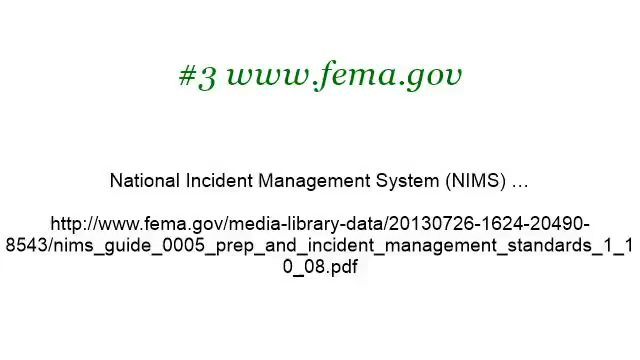 #3 www.fema.gov
National Incident Management System (NIMS) …
http://www.fema.gov/media-library-data/20130726-1624-20490-
8543/nims_guide_0005_prep_and_incident_management_standards_1_1
0_08.pdf